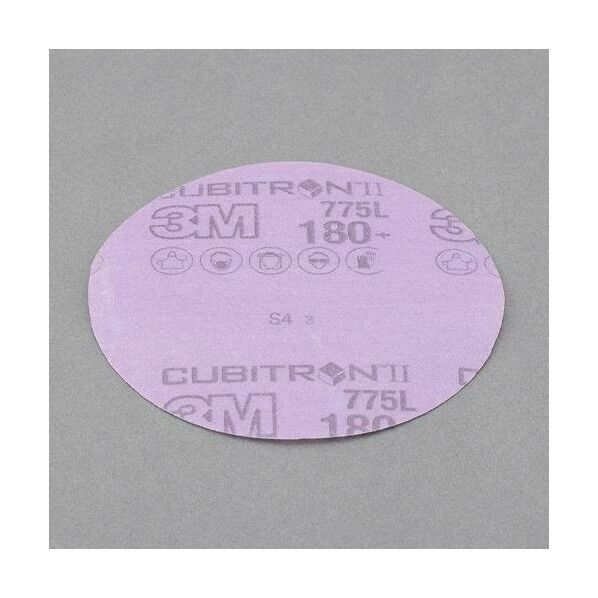 CUBITRON II
3M 775L
180+
S4 3
CUBITRON II
3M 775L
180